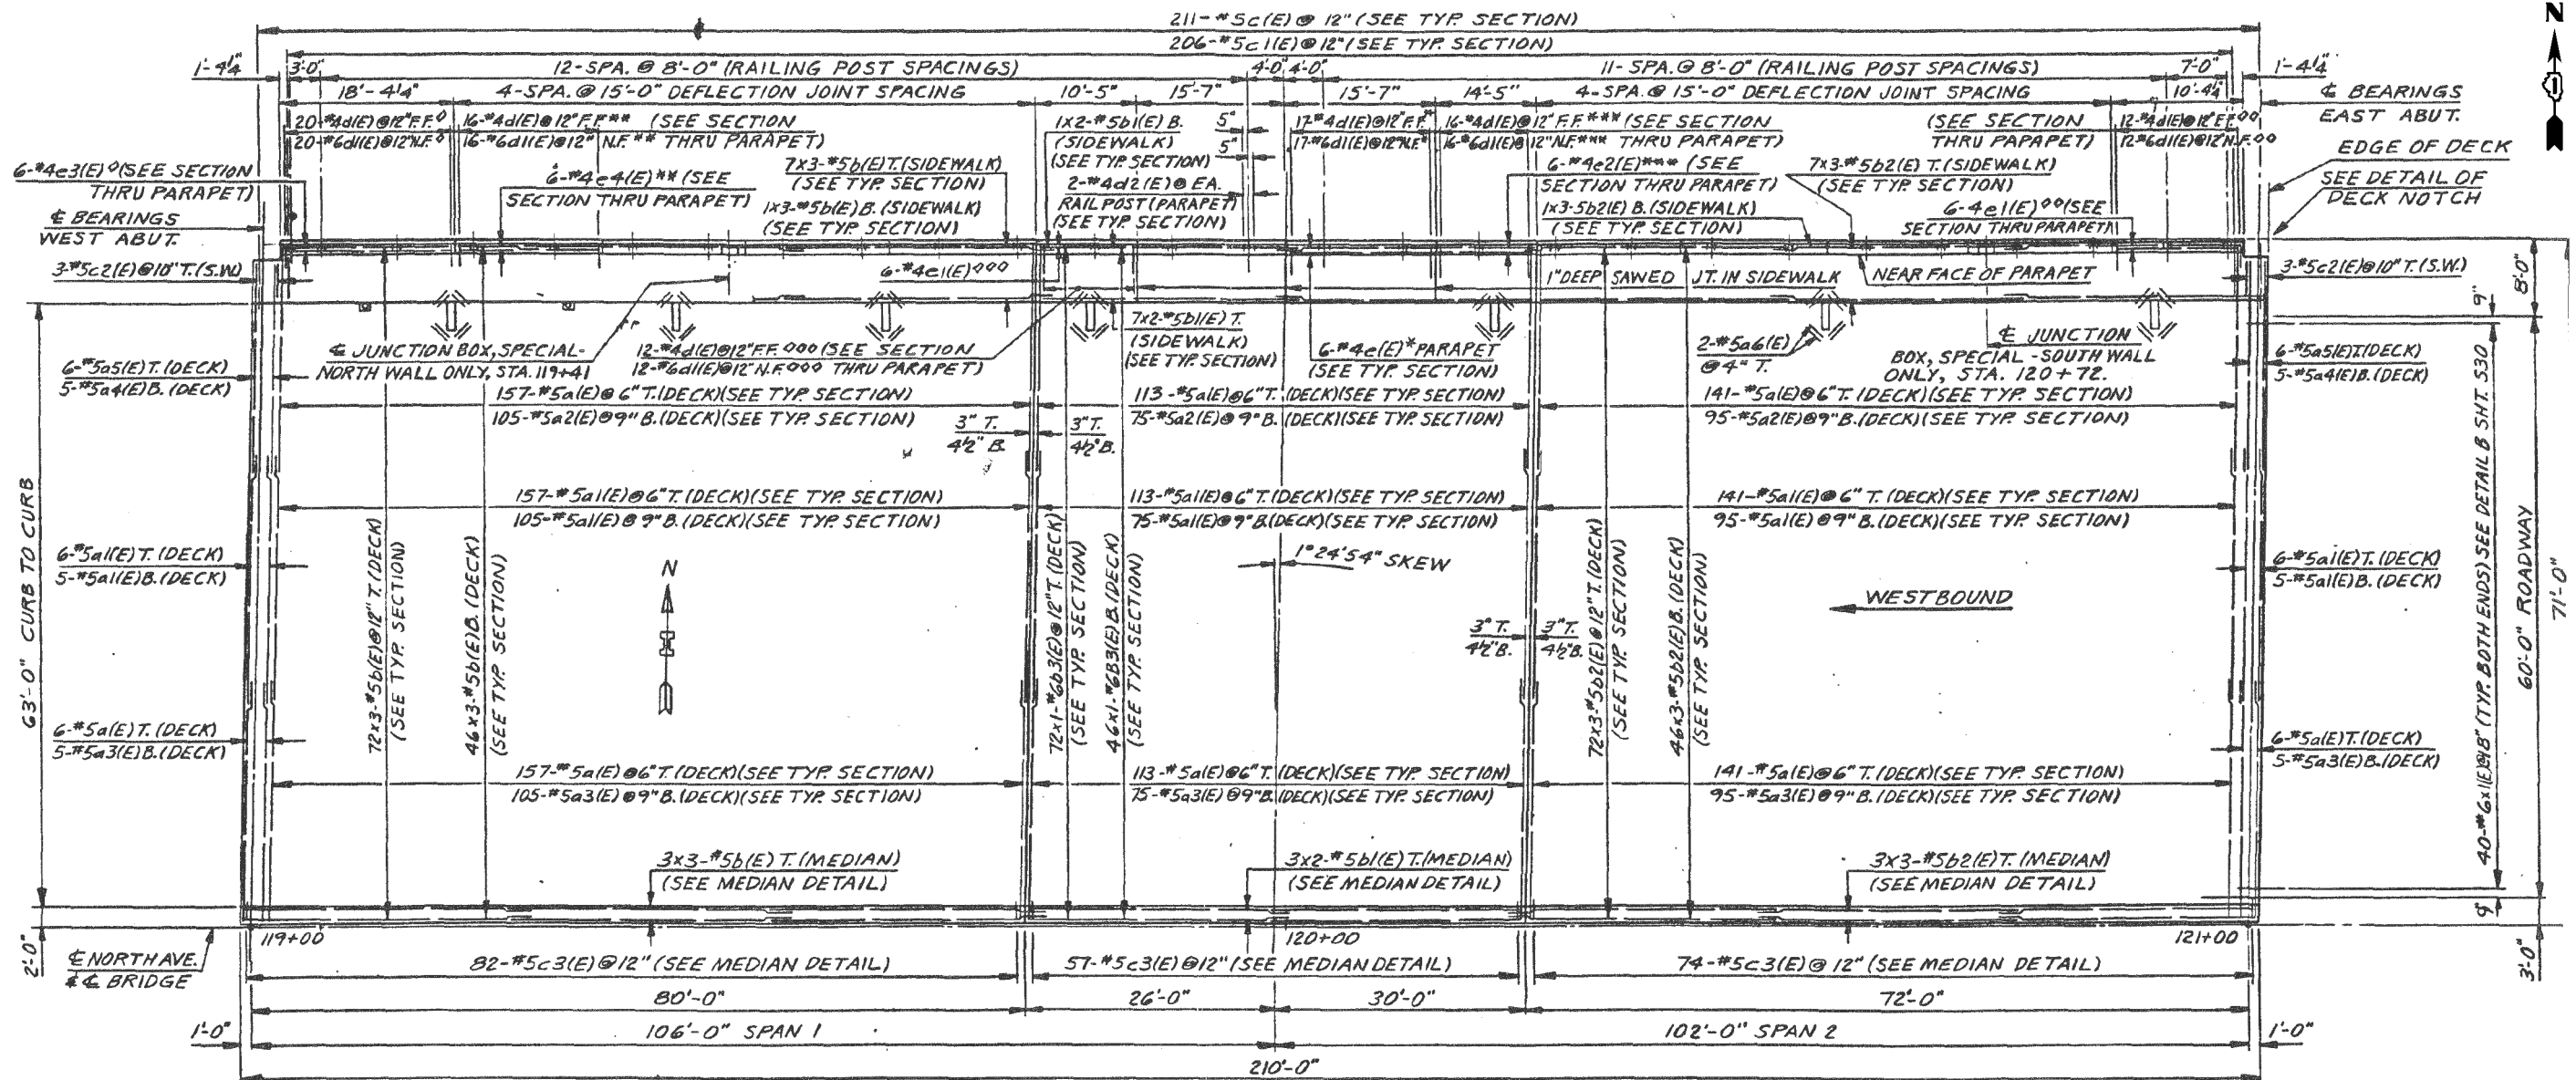 211-#5c(E) @ 12" (SEE TYP. SECTION)
N
206-#5c1(E) @ 12" (SEE TYP. SECTION)
1'-4¼" 3'-0" 12-SPA. @ 8'-0" (RAILING POST SPACINGS) 4'-0" 4'-0" 11-SPA. @ 8'-0" (RAILING POST SPACINGS) 7'-0" 1'-4¼"
18'-4¼" 4-SPA. @ 15'-0" DEFLECTION JOINT SPACING 10'-5" 15'-7" 15'-7" 14'-5" 4-SPA. @ 15'-0" DEFLECTION JOINT SPACING 10'-4¼"
℄ BEARINGS
EAST ABUT.
20-#4d(E)@12"F.F.◊
20-#6d1(E)@12"N.F.◊
16-#4d(E)@12"F.F.** (SEE SECTION
16-#6d1(E)@12" N.F.** THRU PARAPET)
1x2-#5b1(E) B.
(SIDEWALK)
(SEE TYP. SECTION)
5"
5"
17-#4d(E)@12"F.F.*
17-#6d1(E)@12"N.F.*
16-#4d(E)@12"F.F.*** (SEE SECTION
16-#6d1(E)@12"N.F.*** THRU PARAPET)
(SEE SECTION
THRU PAPAPET)
12-#4d(E)@12"F.F.◊◊
12-#6d1(E)@12"N.F.◊◊
6-#4e3(E)◊(SEE SECTION
THRU PARAPET)
6-#4e4(E)** (SEE
SECTION THRU PARAPET)
7x3-#5b(E)T.(SIDEWALK)
(SEE TYP. SECTION)
1x3-#5b(E)B.(SIDEWALK)
(SEE TYP. SECTION)
2-#4d2(E)@ EA.
RAIL POST(PARAPET)
(SEE TYP. SECTION)
6-#4e2(E)*** (SEE
SECTION THRU PARAPET)
1x3-5b2(E) B.(SIDEWALK)
(SEE TYP. SECTION)
7x3-#5b2(E) T.(SIDEWALK)
(SEE TYP. SECTION)
6-4e1(E)◊◊(SEE
SECTION THRU PARAPET)
EDGE OF DECK
SEE DETAIL OF
DECK NOTCH
℄ BEARINGS
WEST ABUT.
3-#5c2(E)@10"T.(S.W.)
6-#4e1(E)◊◊◊
1"DEEP SAWED JT. IN SIDEWALK
NEAR FACE OF PARAPET
3-#5c2(E)@10"T.(S.W.)
8'-0"
9"
℄ JUNCTION BOX, SPECIAL-
NORTH WALL ONLY, STA. 119+41
12-#4d(E)@12"F.F.◊◊◊(SEE SECTION
12-#6d1(E)@12"N.F.◊◊◊ THRU PARAPET)
7x2-#5b1(E) T.
(SIDEWALK)
(SEE TYP. SECTION)
6-#4e(E)*PARAPET
(SEE TYP. SECTION)
2-#5a6(E)
@4" T.
℄ JUNCTION
BOX, SPECIAL-SOUTH WALL
ONLY, STA. 120+72.
6-#5a5(E)T.(DECK)
5-#5a4(E)B.(DECK)
6-#5a5(E)T.(DECK)
5-#5a4(E)B.(DECK)
157-#5a(E)@6"T.(DECK)(SEE TYP. SECTION)
105-#5a2(E)@9"B.(DECK)(SEE TYP. SECTION)
113-#5a(E)@6"T.(DECK)(SEE TYP. SECTION)
75-#5a2(E)@9"B.(DECK)(SEE TYP. SECTION)
141-#5a(E)@6"T.(DECK)(SEE TYP. SECTION)
95-#5a2(E)@9"B.(DECK)(SEE TYP. SECTION)
3" T.
4½" B.
3"T.
4½"B.
157-#5a1(E)@6"T.(DECK)(SEE TYP. SECTION)
105-#5a1(E)@9"B.(DECK)(SEE TYP. SECTION)
113-#5a1(E)@6"T.(DECK)(SEE TYP. SECTION)
75-#5a1(E)@9"B.(DECK)(SEE TYP. SECTION)
141-#5a1(E)@6"T.(DECK)(SEE TYP. SECTION)
95-#5a1(E)@9"B.(DECK)(SEE TYP. SECTION)
63'-0" CURB TO CURB
6-#5a1(E)T.(DECK)
5-#5a1(E)B.(DECK)
72x3-#5b(E)@12"T.(DECK)
(SEE TYP. SECTION)
46x3-#5b(E)B.(DECK)
(SEE TYP. SECTION)
N
72x1-#6b3(E)@12"T.(DECK)
(SEE TYP. SECTION)
46x1-#6B3(E)B.(DECK)
(SEE TYP. SECTION)
1°24'54" SKEW
3" T.
4½"B.
3"T.
4½"B.
72x3-#5b2(E)@12"T.(DECK)
(SEE TYP. SECTION)
46x3-#5b2(E)B.(DECK)
(SEE TYP. SECTION)
WESTBOUND
6-#5a1(E)T.(DECK)
5-#5a1(E)B.(DECK)
40-#6x1(E)@18"(TYP. BOTH ENDS) SEE DETAIL B SHT. S30
60'-0" ROADWAY
71'-0"
6-#5a(E)T.(DECK)
5-#5a3(E)B.(DECK)
157-#5a(E)@6"T.(DECK)(SEE TYP. SECTION)
105-#5a3(E)@9"B.(DECK)(SEE TYP. SECTION)
113-#5a(E)@6"T.(DECK)(SEE TYP. SECTION)
75-#5a3(E)@9"B.(DECK)(SEE TYP. SECTION)
141-#5a(E)@6"T.(DECK)(SEE TYP. SECTION)
95-#5a3(E)@9"B.(DECK)(SEE TYP. SECTION)
6-#5a(E)T.(DECK)
5-#5a3(E)B.(DECK)
3x3-#5b(E)T.(MEDIAN)
(SEE MEDIAN DETAIL)
3x2-#5b1(E)T.(MEDIAN)
(SEE MEDIAN DETAIL)
3x3-#5b2(E)T.(MEDIAN)
(SEE MEDIAN DETAIL)
9"
2'-0"
℄ NORTH AVE.
& ℄ BRIDGE
119+00 120+00 121+00
3'-0"
82-#5c3(E)@12"(SEE MEDIAN DETAIL) 57-#5c3(E)@12"(SEE MEDIAN DETAIL) 74-#5c3(E)@12"(SEE MEDIAN DETAIL)
80'-0" 26'-0" 30'-0" 72'-0"
1'-0" 106'-0" SPAN 1 102'-0" SPAN 2 1'-0"
210'-0"